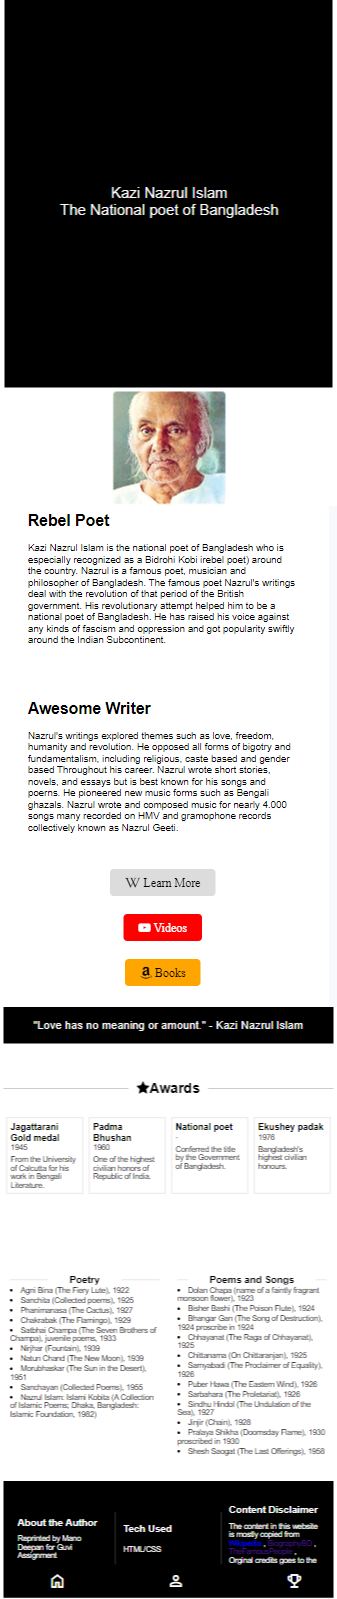 Kazi Nazrul Islam
The National poet of Bangladesh
Rebel Poet
Kazi Nazrul Islam is the national poet of Bangladesh who is
especially recognized as a Bidrohi Kobi irebel poet) around
the country. Nazrul is a famous poet, musician and
philosopher of Bangladesh. The famous poet Nazrul's writings
deal with the revolution of that period of the British
government. His revolutionary attempt helped him to be a
national poet of Bangladesh. He has raised his voice against
any kinds of fascism and oppression and got popularity swiftly
around the Indian Subcontinent.
Awesome Writer
Nazrul's writings explored themes such as love, freedom,
humanity and revolution. He opposed all forms of bigotry and
fundamentalism, including religious, caste based and gender
based Throughout his career. Nazrul wrote short stories,
novels, and essays but is best known for his songs and
poems. He pioneered new music forms such as Bengali
ghazals. Nazrul wrote and composed music for nearly 4.000
songs many recorded on HMV and gramophone records
collectively known as Nazrul Geeti.
W Learn More
Videos
a Books
"Love has no meaning or amount." - Kazi Nazrul Islam
★Awards
Jagattarani
Gold medal
1945
From the University
of Calcutta for his
work in Bengali
Literature.
Padma
Bhushan
1960
One of the highest
civilian honors of
Republic of India.
National poet
-
Conferred the title
by the Government
of Bangladesh.
Ekushey padak
1976
Bangladesh's
highest civilian
honours.
Poetry
• Agni Bina (The Fiery Lute), 1922
• Sanchita (Collected poems), 1925
• Phanimanasa (The Cactus), 1927
• Chakrabak (The Flamingo), 1929
• Satbhai Champa (The Seven Brothers of
Champa), juvenile poems, 1933
• Nirjhar (Fountain), 1939
• Natun Chand (The New Moon), 1939
• Morubhaskar (The Sun in the Desert),
1951
• Sanchayan (Collected Poems), 1955
• Nazrul Islam: Islami Kobita (A Collection
of Islamic Poems; Dhaka, Bangladesh:
Islamic Foundation, 1982)
Poems and Songs
• Dolan Chapa (name of a faintly fragrant
monsoon flower), 1923
• Bisher Bashi (The Poison Flute), 1924
• Bhangar Gan (The Song of Destruction),
1924 proscribe in 1924
• Chhayanat (The Raga of Chhayanat),
1925
• Chittanama (On Chittaranjan), 1925
• Samyabadi (The Proclaimer of Equality),
1926
• Puber Hawa (The Eastern Wind), 1926
• Sarbahara (The Proletariat), 1926
• Sindhu Hindol (The Undulation of the
Sea), 1927
• Jinjir (Chain), 1928
• Pralaya Shikha (Doomsday Flame), 1930
proscribed in 1930
• Shesh Saogat (The Last Offerings), 1958
About the Author
Reprinted by Mano
Deepan for Guvi
Assignment
Tech Used
HTML/CSS
Content Disclaimer
The content in this website
is mostly copied from
Wikipedia , BiographyBD ,
TheFamousPeople ,
Orginal credits goes to the